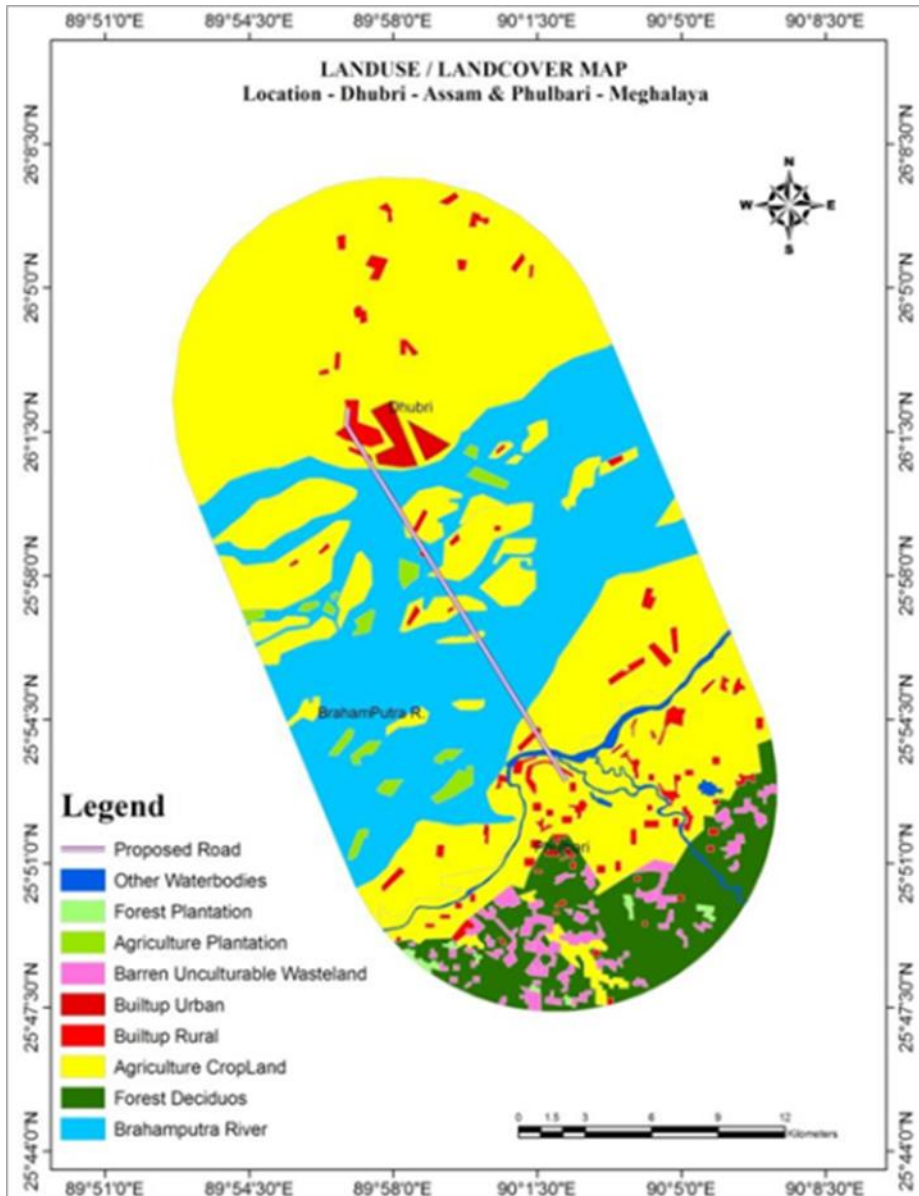 89°51'0"E 89°54'30"E 89°58'0"E 90°1'30"E 90°5'0"E 90°8'30"E
LANDUSE / LANDCOVER MAP
Location - Dhubri - Assam & Phulbari - Meghalaya
26°8'30"N 26°8'30"N
N
W E
S
26°5'0"N 26°5'0"N
Dhubri
26°1'30"N 26°1'30"N
25°58'0"N 25°58'0"N
25°54'30"N 25°54'30"N
BrahamPutra R.
Legend
Proposed Road
25°51'0"N 25°51'0"N
Other Waterbodies
Forest Plantation
Agriculture Plantation
Barren Unculturable Wasteland
25°47'30"N 25°47'30"N
Builtup Urban
Builtup Rural
Agriculture CropLand
Forest Deciduos
Brahamputra River
0 1.5 3 6 9 12
Kilometers
25°44'0"N 25°44'0"N
89°51'0"E 89°54'30"E 89°58'0"E 90°1'30"E 90°5'0"E 90°8'30"E